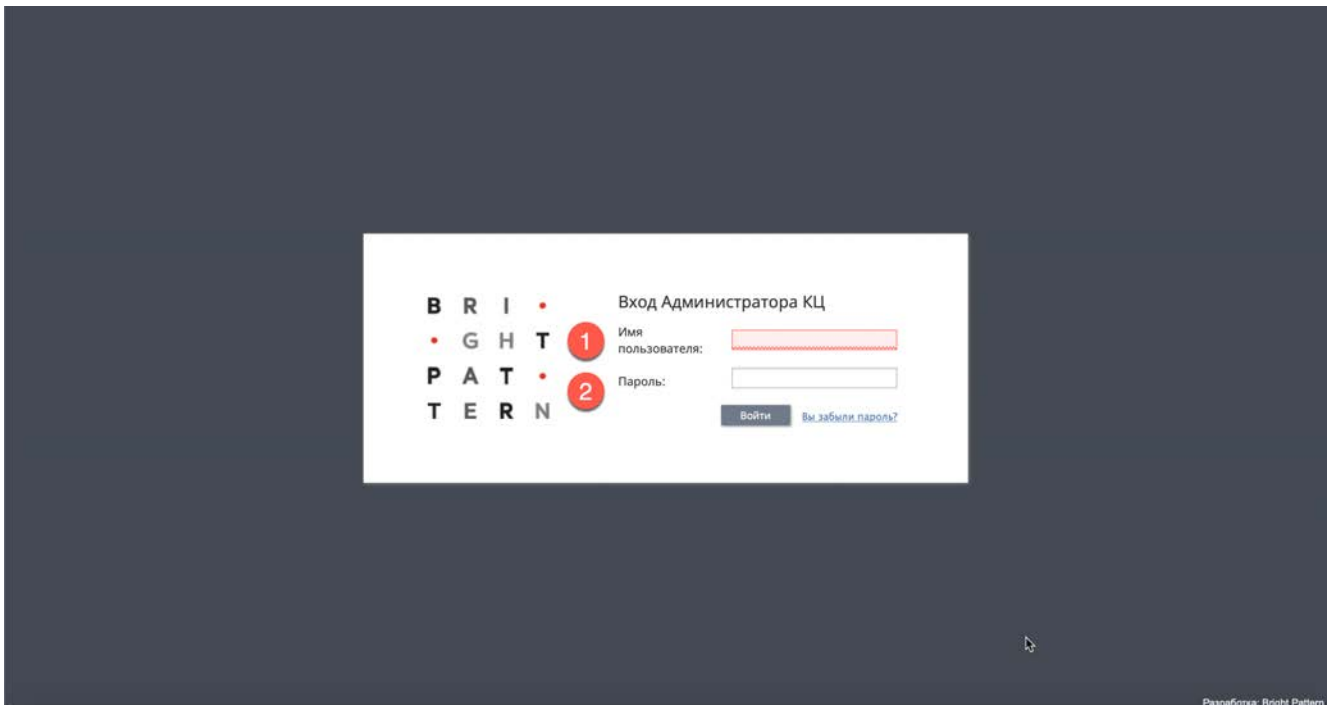 B R I •
• G H T
P A T •
T E R N
1
2
Вход Администратора КЦ
Имя
пользователя:
Пароль:
Войти
Вы забыли пароль?
Разработка: Bright Pattern